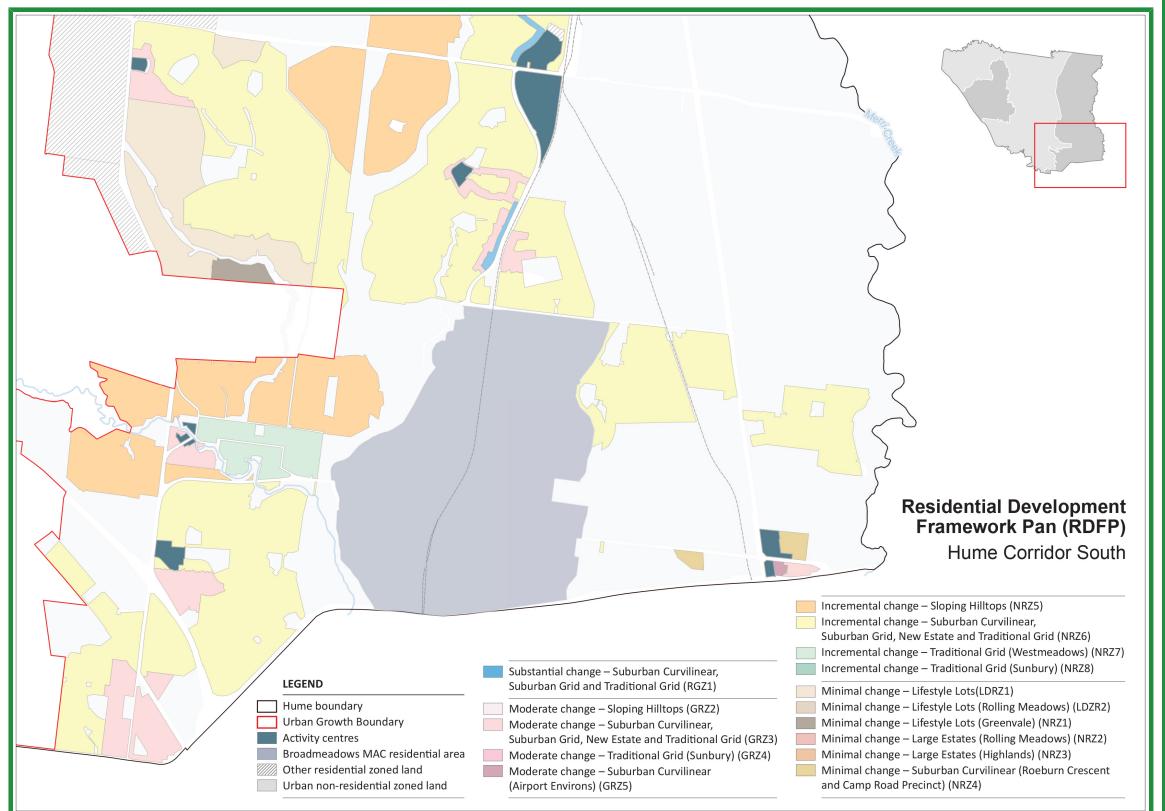 Merri Creek
Residential Development
Framework Pan (RDFP)
Hume Corridor South
LEGEND
Hume boundary
Urban Growth Boundary
Activity centres
Broadmeadows MAC residential area
Other residential zoned land
Urban non-residential zoned land
Substantial change – Suburban Curvilinear,
Suburban Grid and Traditional Grid (RGZ1)
Moderate change – Sloping Hilltops (GRZ2)
Moderate change – Suburban Curvilinear,
Suburban Grid, New Estate and Traditional Grid (GRZ3)
Moderate change – Traditional Grid (Sunbury) (GRZ4)
Moderate change – Suburban Curvilinear
(Airport Environs) (GRZ5)
Incremental change – Sloping Hilltops (NRZ5)
Incremental change – Suburban Curvilinear,
Suburban Grid, New Estate and Traditional Grid (NRZ6)
Incremental change – Traditional Grid (Westmeadows) (NRZ7)
Incremental change – Traditional Grid (Sunbury) (NRZ8)
Minimal change – Lifestyle Lots(LDRZ1)
Minimal change – Lifestyle Lots (Rolling Meadows) (LDZR2)
Minimal change – Lifestyle Lots (Greenvale) (NRZ1)
Minimal change – Large Estates (Rolling Meadows) (NRZ2)
Minimal change – Large Estates (Highlands) (NRZ3)
Minimal change – Suburban Curvilinear (Roeburn Crescent
and Camp Road Precinct) (NRZ4)